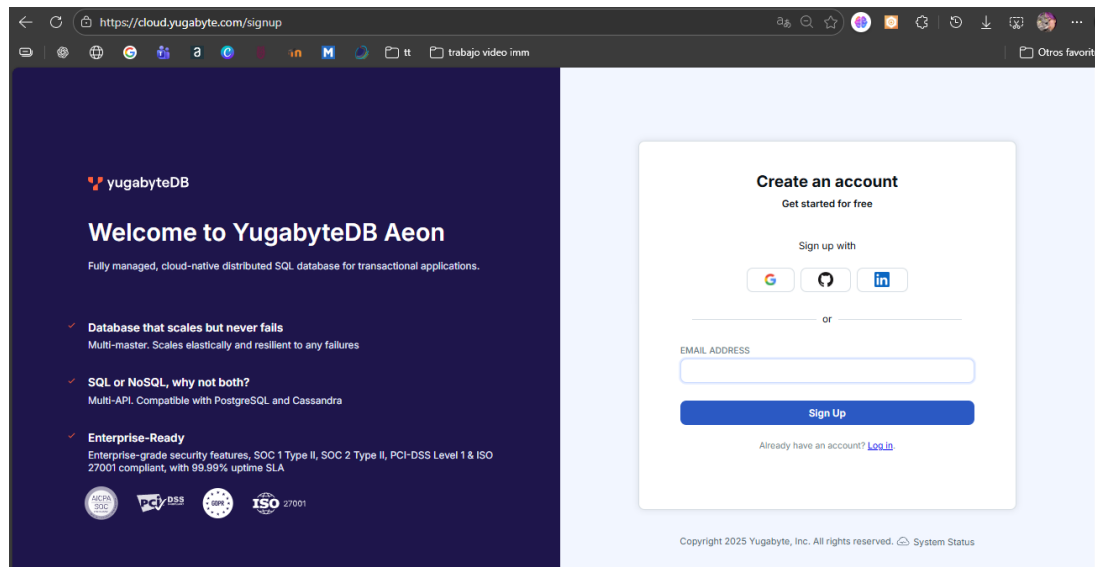 https://cloud.yugabyte.com/signup
tt
trabajo video imm
Otros favorit
yugabyteDB
Welcome to YugabyteDB Aeon
Fully managed, cloud-native distributed SQL database for transactional applications.
Database that scales but never fails
Multi-master. Scales elastically and resilient to any failures
SQL or NoSQL, why not both?
Multi-API. Compatible with PostgreSQL and Cassandra
Enterprise-Ready
Enterprise-grade security features, SOC 1 Type II, SOC 2 Type II, PCI-DSS Level 1 & ISO
27001 compliant, with 99.99% uptime SLA
AICPA
SOC
PCI DSS
GDPR
ISO 27001
Create an account
Get started for free
Sign up with
or
EMAIL ADDRESS
Sign Up
Already have an account? Log in.
Copyright 2025 Yugabyte, Inc. All rights reserved.
System Status